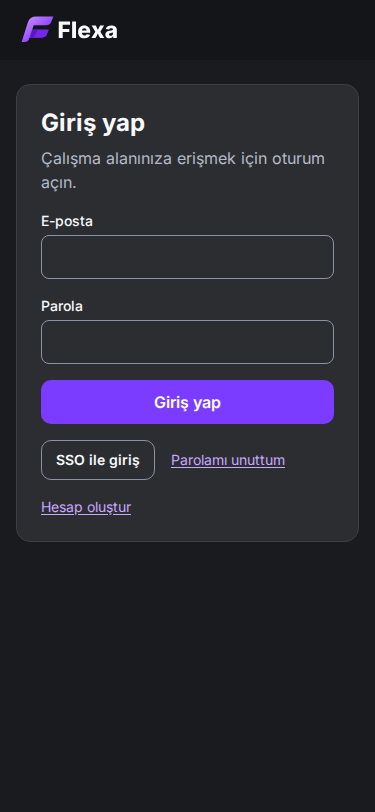 Flexa
Giriş yap
Çalışma alanınıza erişmek için oturum
açın.
E-posta
Parola
Giriş yap
SSO ile giriş
Parolamı unuttum
Hesap oluştur